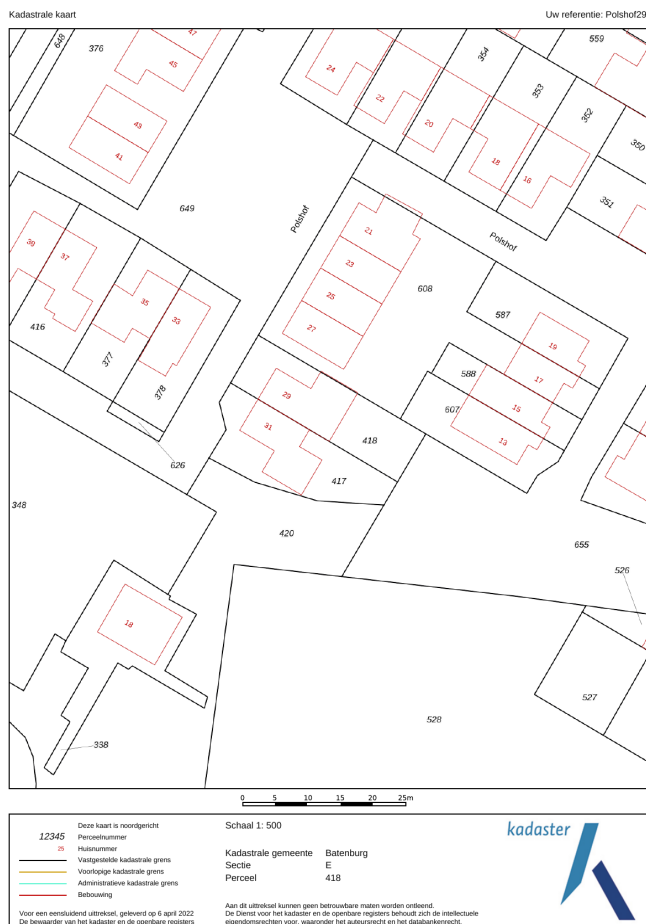 Kadastrale kaart
Uw referentie: Polshof29
648
376
47
45
43
41
649
24
22
20
18
16
354
353
352
559
350
351
Polshof
Polshof
39
37
35
33
416
377
378
626
21
23
25
27
608
587
19
17
588
15
607
13
29
31
418
417
348
420
655
526
18
527
528
338
0 5 10 15 20 25m
Deze kaart is noordgericht
12345 Perceelnummer
25 Huisnummer
Vastgestelde kadastrale grens
Voorlopige kadastrale grens
Administratieve kadastrale grens
Bebouwing
Voor een eensluidend uittreksel, geleverd op 6 april 2022
De bewaarder van het kadaster en de openbare registers
Schaal 1: 500
Kadastrale gemeente Batenburg
Sectie E
Perceel 418
Aan dit uittreksel kunnen geen betrouwbare maten worden ontleend.
De Dienst voor het kadaster en de openbare registers behoudt zich de intellectuele
eigendomsrechten voor, waaronder het auteursrecht en het databankenrecht.
kadaster